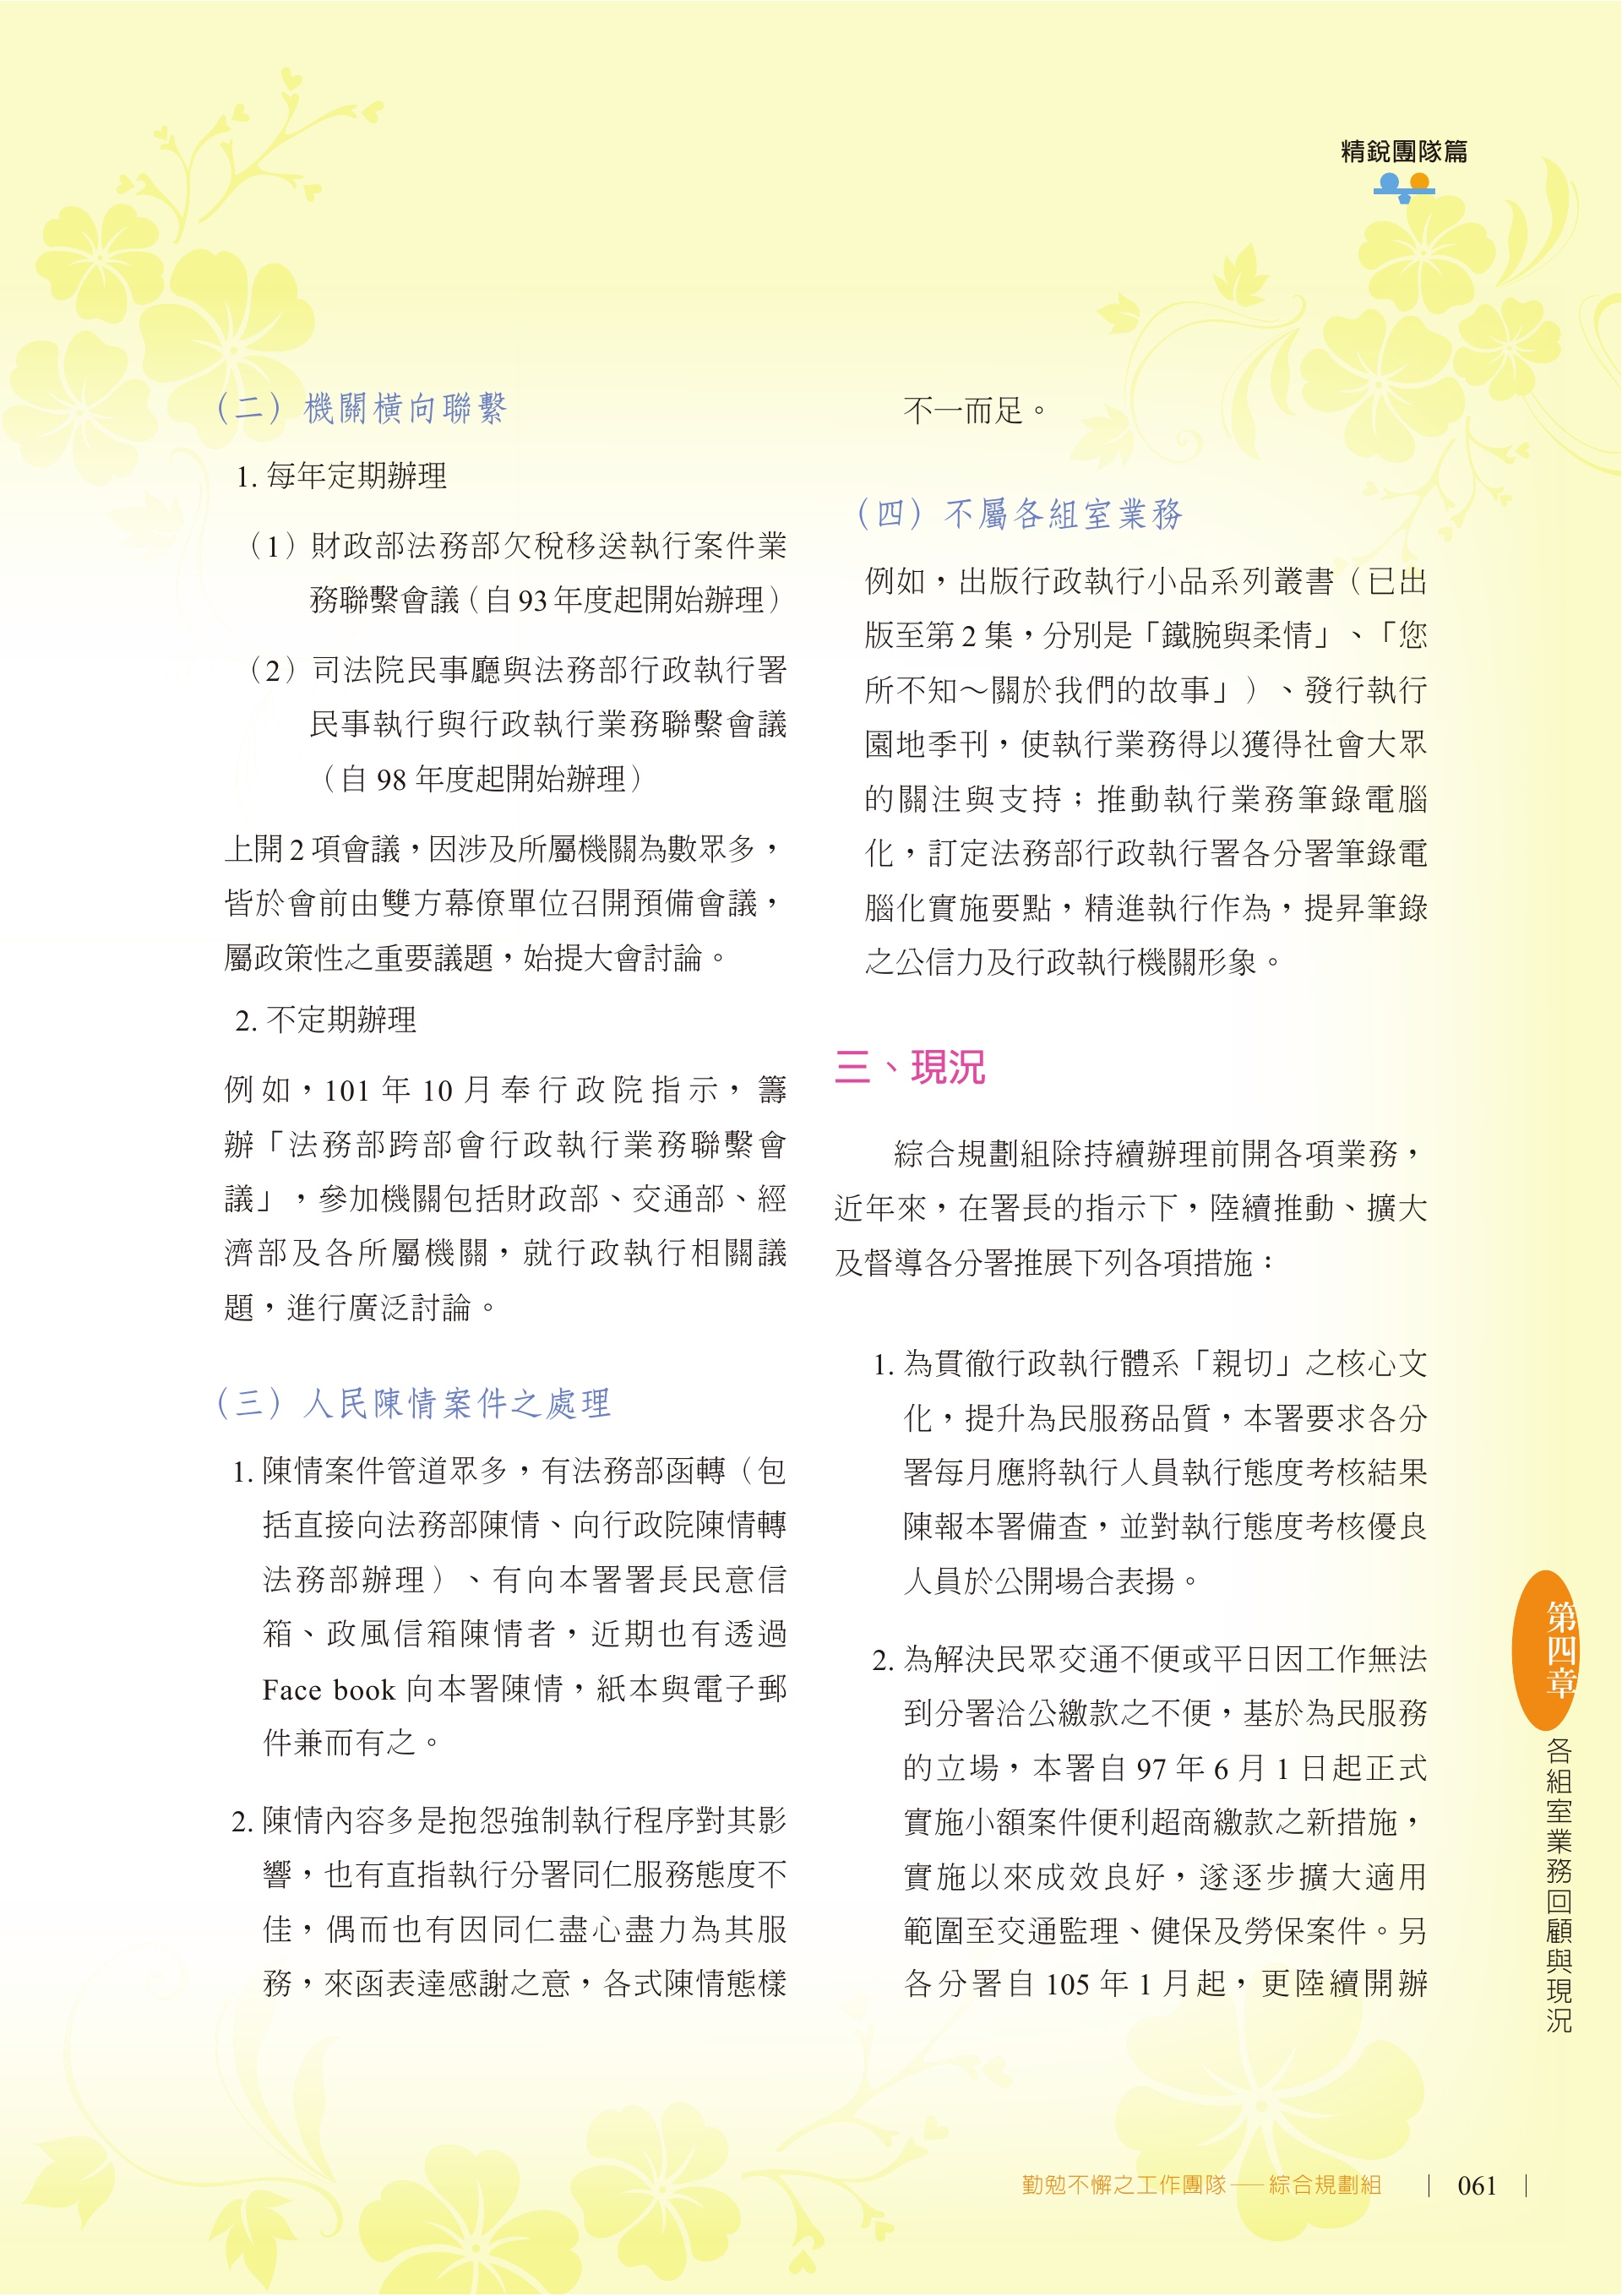 精銳團隊篇
（二）機關橫向聯繫
1. 每年定期辦理
（1）財政部法務部欠稅移送執行案件業
務聯繫會議（自 93 年度起開始辦理）
（2）司法院民事廳與法務部行政執行署
民事執行與行政執行業務聯繫會議
（自 98 年度起開始辦理）
上開 2 項會議，因涉及所屬機關為數眾多，
皆於會前由雙方幕僚單位召開預備會議，
屬政策性之重要議題，始提大會討論。
2. 不定期辦理
例如，101 年 10 月奉行政院指示，籌
辦「法務部跨部會行政執行業務聯繫會
議」，參加機關包括財政部、交通部、經
濟部及各所屬機關，就行政執行相關議
題，進行廣泛討論。
（三）人民陳情案件之處理
1. 陳情案件管道眾多，有法務部函轉（包
括直接向法務部陳情、向行政院陳情轉
法務部辦理）、有向本署署長民意信
箱、政風信箱陳情者，近期也有透過
Face book 向本署陳情，紙本與電子郵
件兼而有之。
2. 陳情內容多是抱怨強制執行程序對其影
響，也有直指執行分署同仁服務態度不
佳，偶而也有因同仁盡心盡力為其服
務，來函表達感謝之意，各式陳情態樣
不一而足。
（四）不屬各組室業務
例如，出版行政執行小品系列叢書（已出
版至第 2 集，分別是「鐵腕與柔情」、「您
所不知～關於我們的故事」）、發行執行
園地季刊，使執行業務得以獲得社會大眾
的關注與支持；推動執行業務筆錄電腦
化，訂定法務部行政執行署各分署筆錄電
腦化實施要點，精進執行作為，提昇筆錄
之公信力及行政執行機關形象。
三、現況
綜合規劃組除持續辦理前開各項業務，
近年來，在署長的指示下，陸續推動、擴大
及督導各分署推展下列各項措施：
1. 為貫徹行政執行體系「親切」之核心文
化，提升為民服務品質，本署要求各分
署每月應將執行人員執行態度考核結果
陳報本署備查，並對執行態度考核優良
人員於公開場合表揚。
2. 為解決民眾交通不便或平日因工作無法
到分署洽公繳款之不便，基於為民服務
的立場，本署自 97 年 6 月 1 日起正式
實施小額案件便利超商繳款之新措施，
實施以來成效良好，遂逐步擴大適用
範圍至交通監理、健保及勞保案件。另
各分署自 105 年 1 月起，更陸續開辦
第四章
各組室業務回顧與現況
勤勉不懈之工作團隊——綜合規劃組 | 061 |